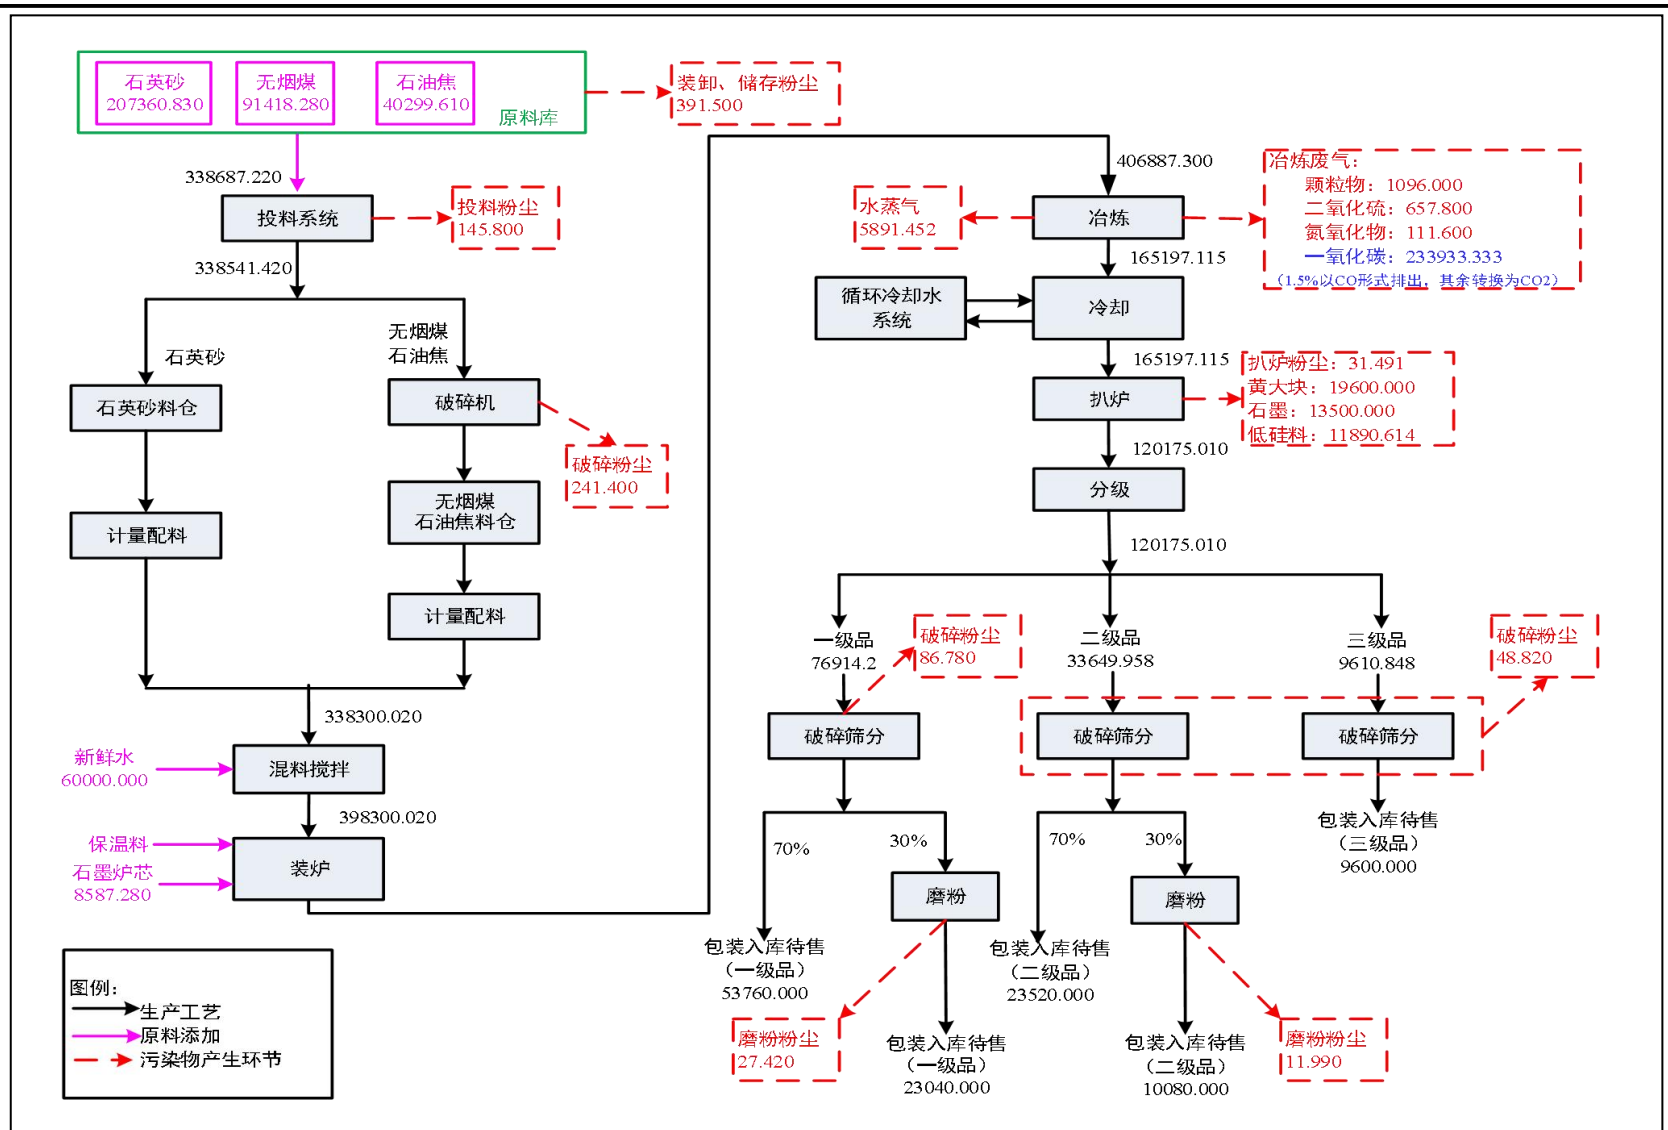 石英砂
207360.830
无烟煤
91418.280
石油焦
40299.610
原料库
装卸、储存粉尘
391.500
338687.220
投料系统
投料粉尘
145.800
338541.420
石英砂
无烟煤
石油焦
石英砂料仓
破碎机
破碎粉尘
241.400
计量配料
无烟煤
石油焦料仓
计量配料
338300.020
新鲜水
60000.000
混料搅拌
398300.020
保温料
石墨炉芯
8587.280
装炉
406887.300
冶炼
水蒸气
5891.452
冶炼废气：
颗粒物：1096.000
二氧化硫：657.800
氮氧化物：111.600
一氧化碳：233933.333
（1.5%以CO形式排出，其余转换为CO2）
165197.115
循环冷却水
系统
冷却
165197.115
扒炉
扒炉粉尘：31.491
黄大块：19600.000
石墨：13500.000
低硅料：11890.614
120175.010
分级
120175.010
一级品
76914.2
破碎粉尘
86.780
二级品
33649.958
三级品
9610.848
破碎粉尘
48.820
破碎筛分
破碎筛分
破碎筛分
70%
30%
70%
30%
包装入库待售
（三级品）
9600.000
磨粉
磨粉
包装入库待售
（一级品）
53760.000
包装入库待售
（二级品）
23520.000
磨粉粉尘
27.420
包装入库待售
（一级品）
23040.000
包装入库待售
（二级品）
10080.000
磨粉粉尘
11.990
图例：
生产工艺
原料添加
污染物产生环节